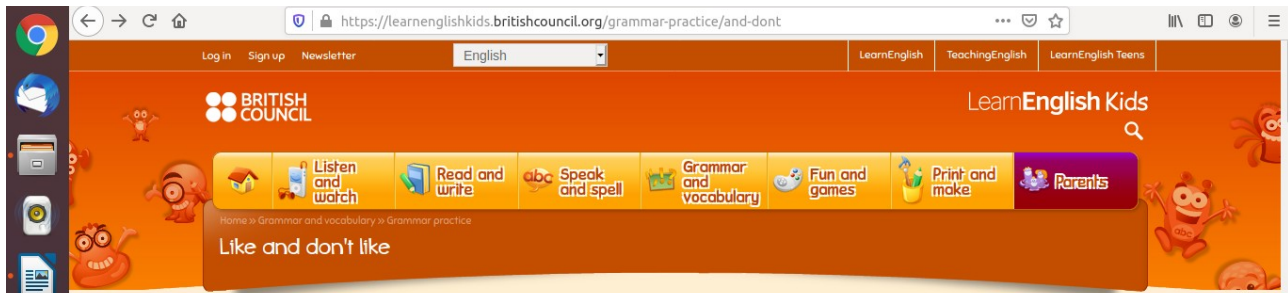 https://learnenglishkids.britishcouncil.org/grammar-practice/and-dont
Log in Sign up Newsletter English LearnEnglish TeachingEnglish LearnEnglish Teens
BRITISH
COUNCIL
LearnEnglish Kids
Listen
and
watch
Read and
write
abc Speak
and spell
Grammar
and
vocabulary
Fun and
games
Print and
make
Parents
Home » Grammar and vocabulary » Grammar practice
Like and don't like
abc